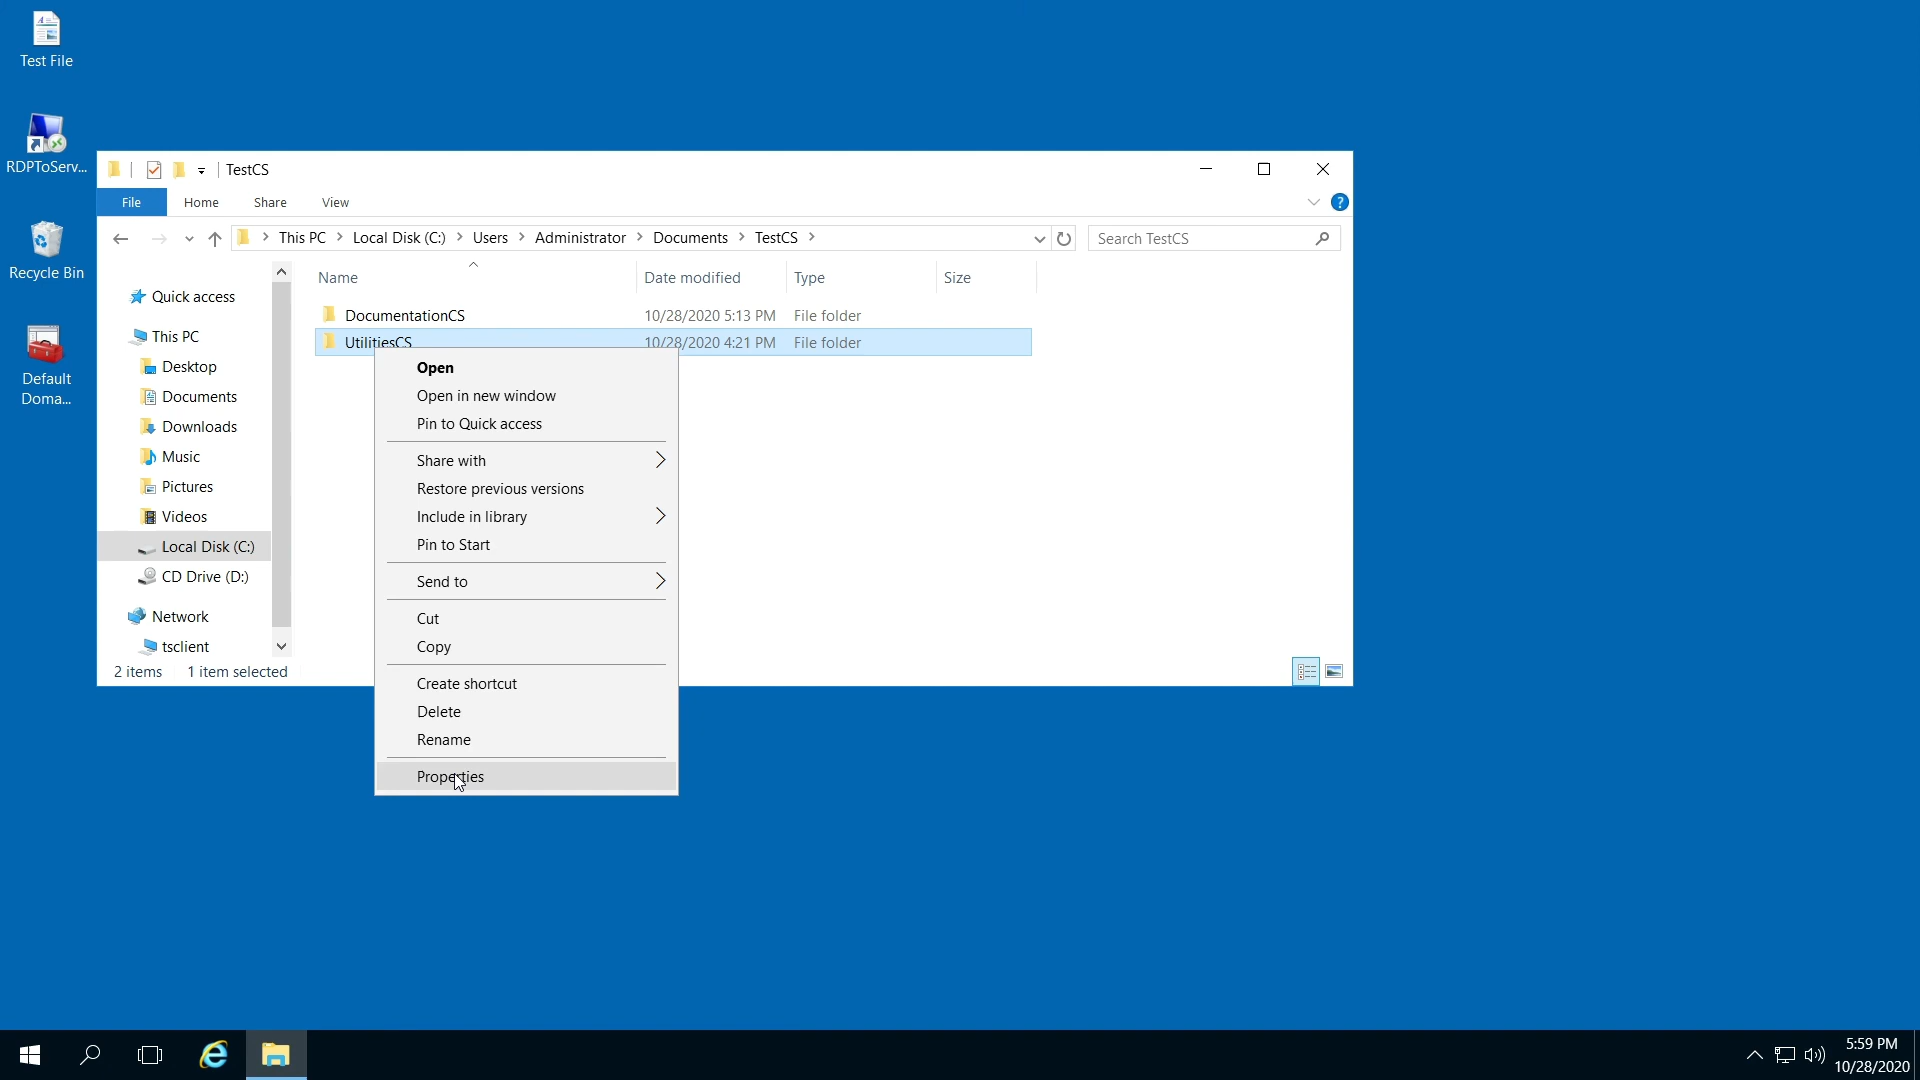 Test File
RDPToServ...
Recycle Bin
Default
Doma...
TestCS
File
Home
Share
View
This PC
Local Disk (C:)
Users
Administrator
Documents
TestCS
Search TestCS
Quick access
This PC
Desktop
Documents
Downloads
Music
Pictures
Videos
Local Disk (C:)
CD Drive (D:)
Network
tsclient
Name
Date modified
Type
Size
DocumentationCS 10/28/2020 5:13 PM File folder
UtilitiesCS 10/28/2020 4:21 PM File folder
Open
Open in new window
Pin to Quick access
Share with
Restore previous versions
Include in library
Pin to Start
Send to
Cut
Copy
Create shortcut
Delete
Rename
Properties
2 items
1 item selected
5:59 PM
10/28/2020